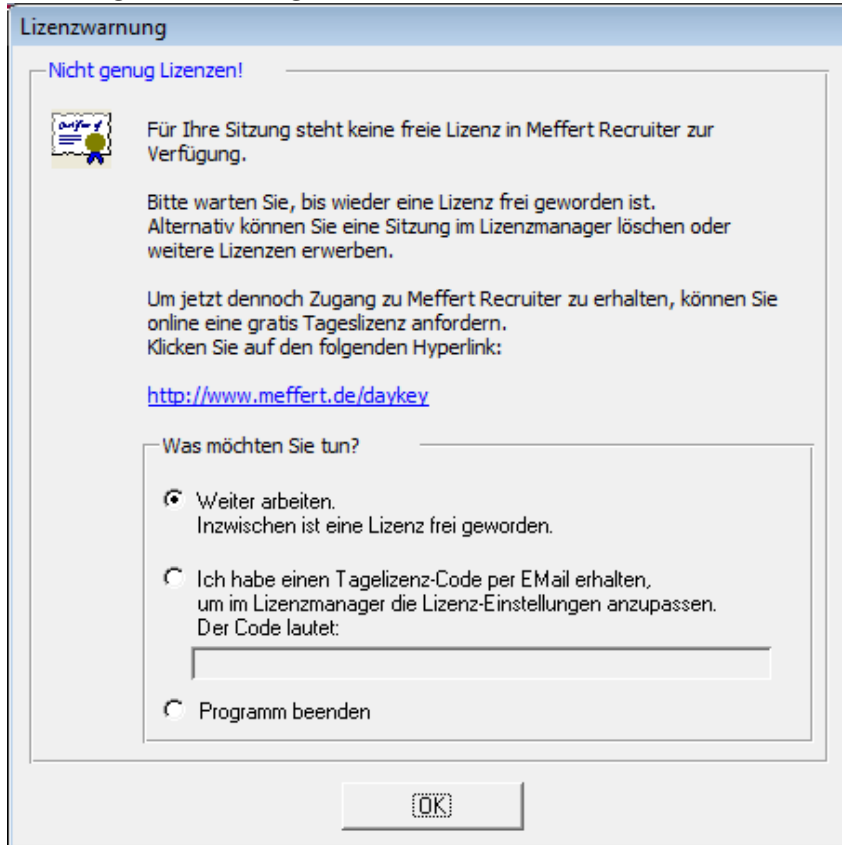 Lizenzwarnung
Nicht genug Lizenzen!
Für Ihre Sitzung steht keine freie Lizenz in Meffert Recruiter zur
Verfügung.
Bitte warten Sie, bis wieder eine Lizenz frei geworden ist.
Alternativ können Sie eine Sitzung im Lizenzmanager löschen oder
weitere Lizenzen erwerben.
Um jetzt dennoch Zugang zu Meffert Recruiter zu erhalten, können Sie
online eine gratis Tageslizenz anfordern.
Klicken Sie auf den folgenden Hyperlink:
http://www.meffert.de/daykey
Was möchten Sie tun?
Weiter arbeiten.
Inzwischen ist eine Lizenz frei geworden.
Ich habe einen Tagelizenz-Code per EMail erhalten,
um im Lizenzmanager die Lizenz-Einstellungen anzupassen.
Der Code lautet:
Programm beenden
OK